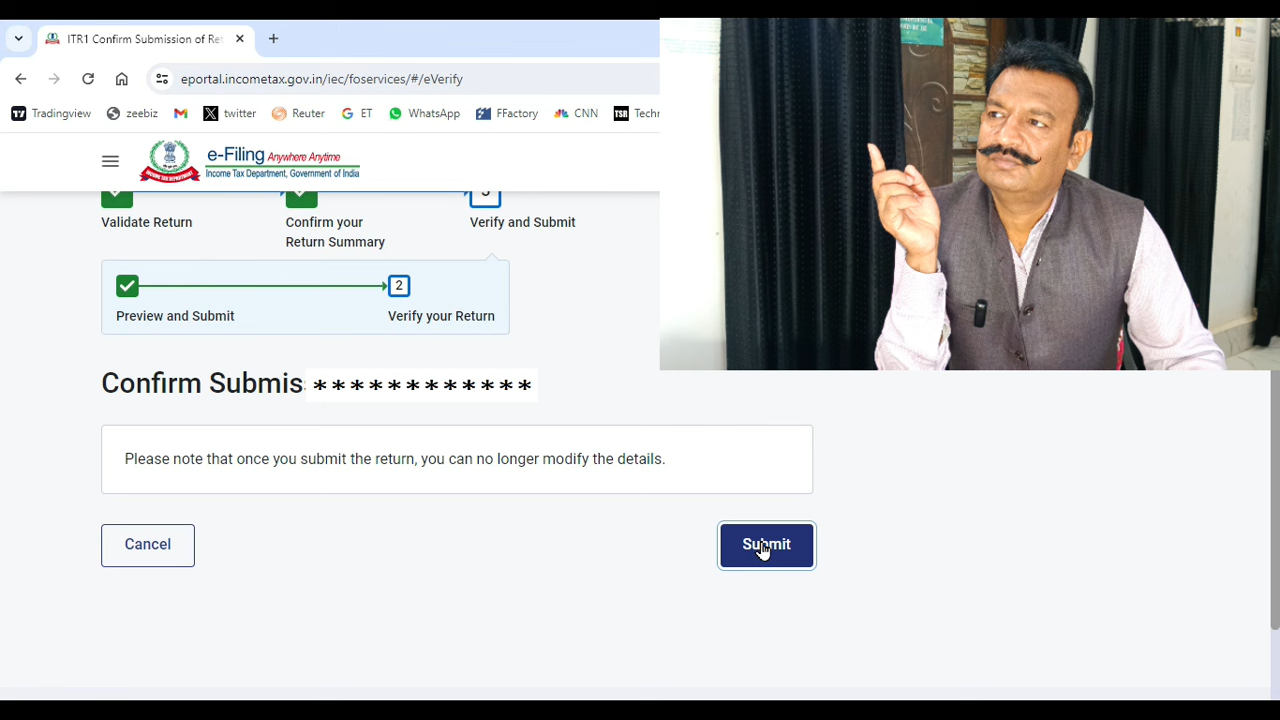 ITR1 Confirm Submission of Re
eportal.incometax.gov.in/iec/foservices/#/eVerify
Tradingview zeebiz twitter Reuter ET WhatsApp FFactory CNN Techn
e-Filing Anywhere Anytime
Income Tax Department, Government of India
Validate Return
Confirm your
Return Summary
Verify and Submit
2
Preview and Submit
Verify your Return
Confirm Submis ************
Please note that once you submit the return, you can no longer modify the details.
Cancel
Submit